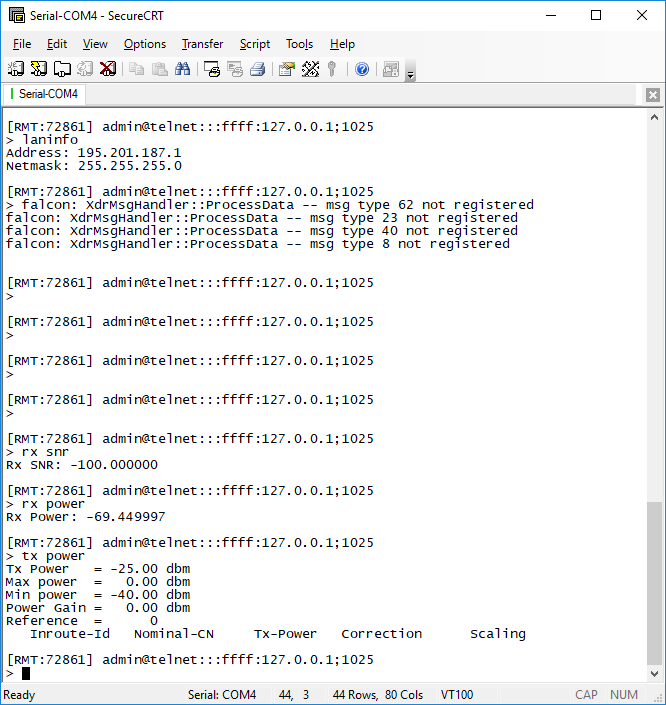 Serial-COM4 - SecureCRT
File Edit View Options Transfer Script Tools Help
Serial-COM4
[RMT:72861] admin@telnet:::ffff:127.0.0.1;1025
> laninfo
Address: 195.201.187.1
Netmask: 255.255.255.0
[RMT:72861] admin@telnet:::ffff:127.0.0.1;1025
> falcon: XdrMsgHandler::ProcessData -- msg type 62 not registered
falcon: XdrMsgHandler::ProcessData -- msg type 23 not registered
falcon: XdrMsgHandler::ProcessData -- msg type 40 not registered
falcon: XdrMsgHandler::ProcessData -- msg type 8 not registered
[RMT:72861] admin@telnet:::ffff:127.0.0.1;1025
>
[RMT:72861] admin@telnet:::ffff:127.0.0.1;1025
>
[RMT:72861] admin@telnet:::ffff:127.0.0.1;1025
>
[RMT:72861] admin@telnet:::ffff:127.0.0.1;1025
>
[RMT:72861] admin@telnet:::ffff:127.0.0.1;1025
> rx snr
Rx SNR: -100.000000
[RMT:72861] admin@telnet:::ffff:127.0.0.1;1025
> rx power
Rx Power: -69.449997
[RMT:72861] admin@telnet:::ffff:127.0.0.1;1025
> tx power
Tx Power   = -25.00 dbm
Max power  =   0.00 dbm
Min power  = -40.00 dbm
Power Gain =   0.00 dbm
Reference  =      0
   Inroute-Id   Nominal-CN     Tx-Power   Correction      Scaling
[RMT:72861] admin@telnet:::ffff:127.0.0.1;1025
>
Ready Serial: COM4 44, 3 44 Rows, 80 Cols VT100 CAP NUM